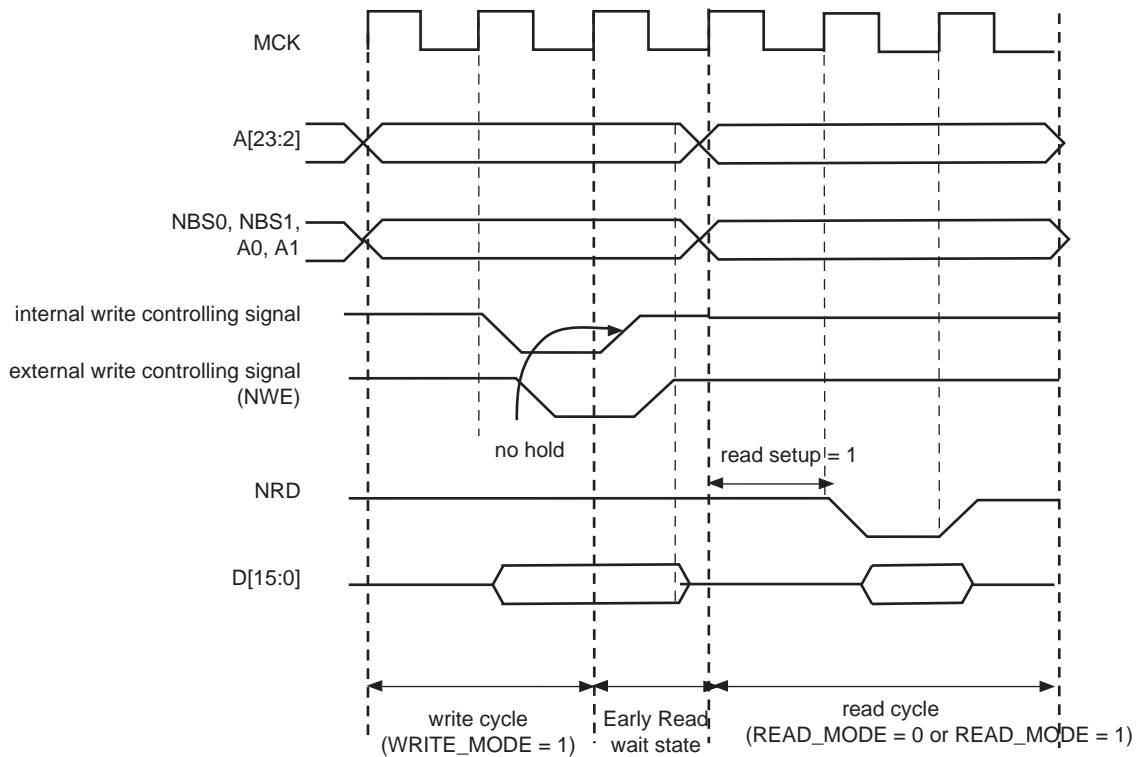 MCK
A[23:2]
NBS0, NBS1,
A0, A1
internal write controlling signal
external write controlling signal
(NWE)
no hold
read setup = 1
NRD
D[15:0]
write cycle
(WRITE_MODE = 1)
Early Read
wait state
read cycle
(READ_MODE = 0 or READ_MODE = 1)